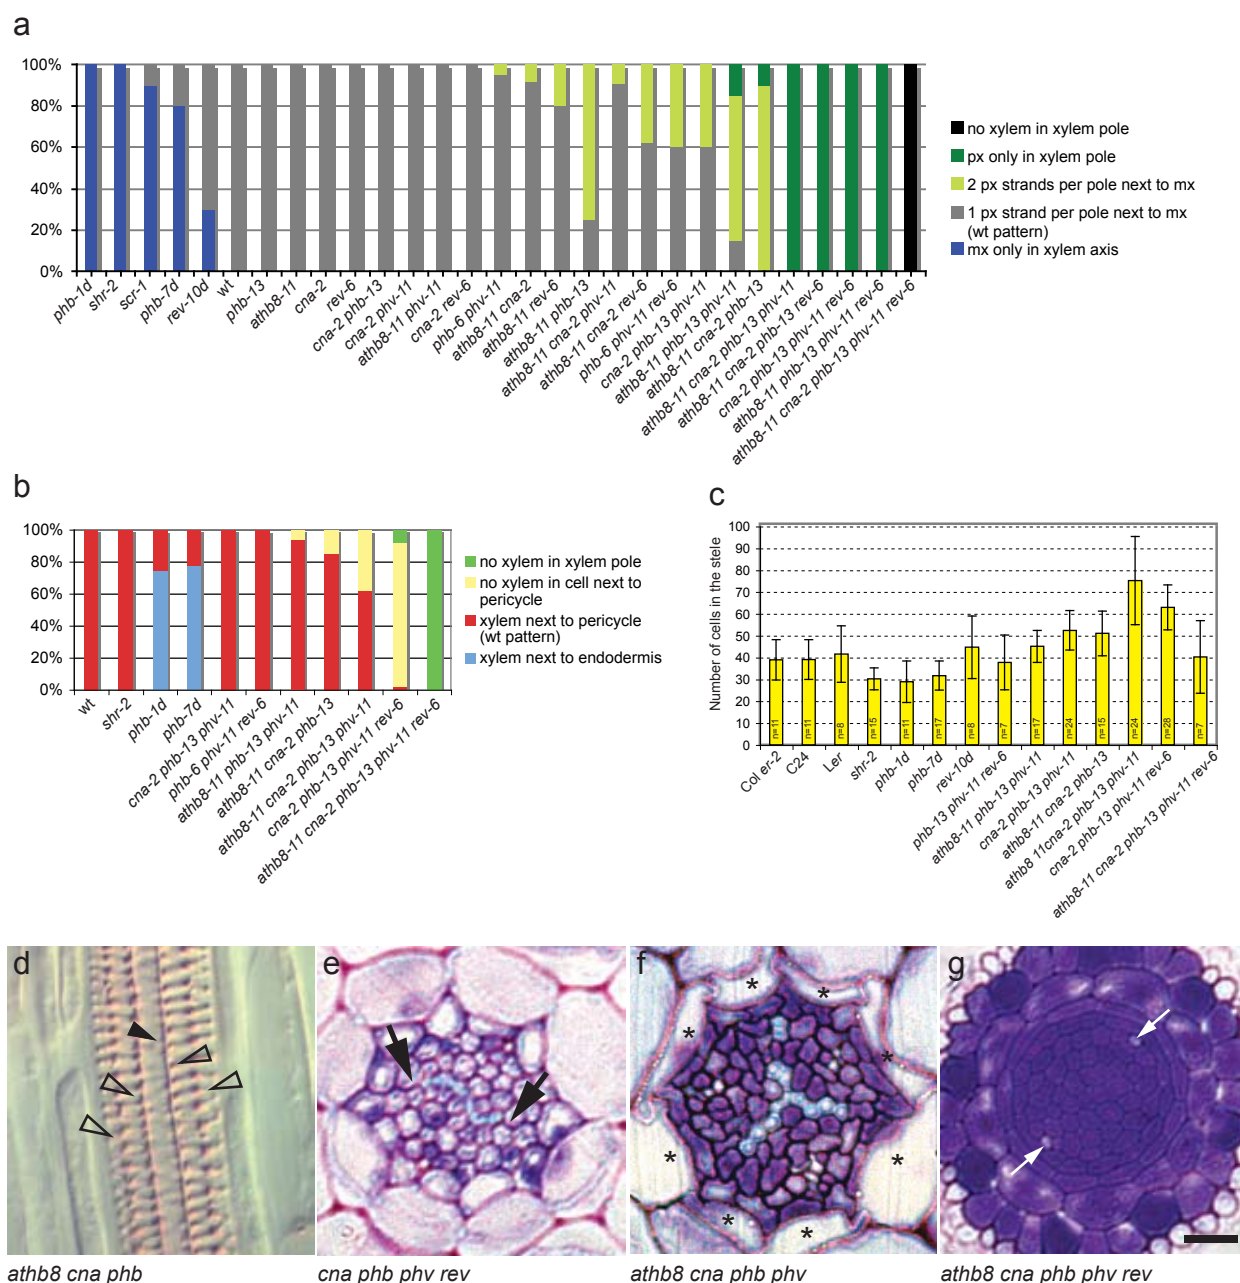 a
100%
80%
60%
40%
20%
0%
phb-1d
shr-2
scr-1
phb-7d
rev-10d
wt
phb-13
athb8-11
cna-2
rev-6
cna-2 phb-13
cna-2 phv-11
athb8-11 phv-11
cna-2 rev-6
phb-6 phv-11
athb8-11 cna-2
athb8-11 rev-6
athb8-11 phb-13
athb8-11 cna-2 phv-11
athb8-11 cna-2 rev-6
phb-6 phv-11 rev-6
cna-2 phb-13 phv-11
athb8-11 phb-13 phv-11
athb8-11 cna-2 phb-13
athb8-11 cna-2 phb-13 phv-11
athb8-11 cna-2 phb-13 rev-6
cna-2 phb-13 phv-11 rev-6
athb8-11 phb-13 phv-11 rev-6
athb8-11 cna-2 phb-13 phv-11 rev-6
no xylem in xylem pole
px only in xylem pole
2 px strands per pole next to mx
1 px strand per pole next to mx
(wt pattern)
mx only in xylem axis
b
100%
80%
60%
40%
20%
0%
wt
shr-2
phb-1d
phb-7d
cna-2 phb-13 phv-11
phb-6 phv-11 rev-6
athb8-11 phb-13 phv-11
athb8-11 cna-2 phb-13
athb8-11 cna-2 phb-13 phv-11
cna-2 phb-13 phv-11 rev-6
athb8-11 cna-2 phb-13 phv-11 rev-6
no xylem in xylem pole
no xylem in cell next to
pericycle
xylem next to pericycle
(wt pattern)
xylem next to endodermis
c
Number of cells in the stele
100
90
80
70
60
50
40
30
20
10
0
n=11
n=11
n=8
n=15
n=11
n=17
n=8
n=7
n=17
n=24
n=15
n=24
n=28
n=7
Col er-2
C24
Ler
shr-2
phb-1d
phb-7d
rev-10d
phb-13 phv-11 rev-6
athb8-11 phb-13 phv-11
cna-2 phb-13 phv-11
athb8-11 cna-2 phb-13
athb8 11cna-2 phb-13 phv-11
cna-2 phb-13 phv-11 rev-6
athb8-11 cna-2 phb-13 phv-11 rev-6
d
e
f
g
* * * * * * * * *
athb8 cna phb
cna phb phv rev
athb8 cna phb phv
athb8 cna phb phv rev